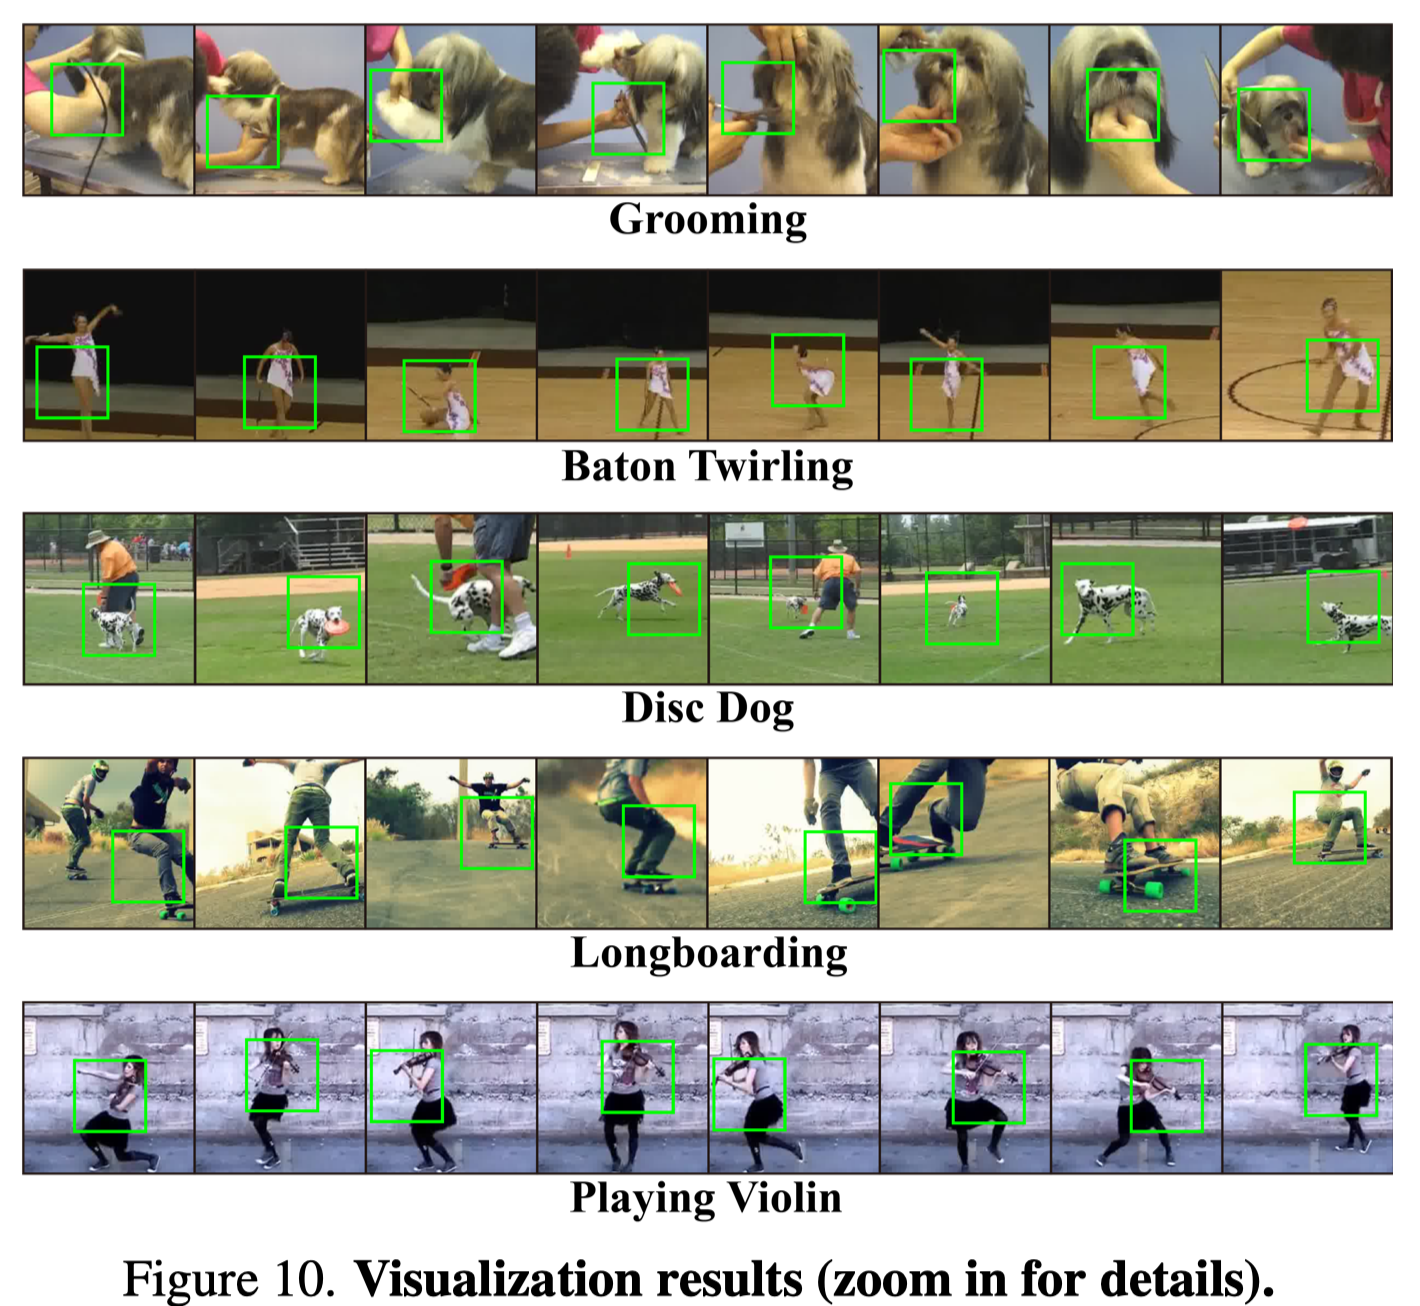 Grooming
Baton Twirling
Disc Dog
Longboarding
Playing Violin
Figure 10. Visualization results (zoom in for details).